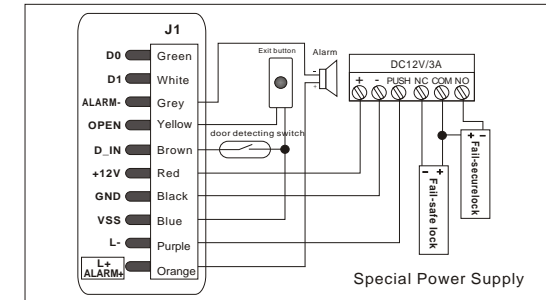 J1
D0 Green
D1 White
ALARM- Grey
OPEN Yellow
D_IN Brown
+12V Red
GND Black
VSS Blue
L- Purple
L+
ALARM+ Orange
Exit button
Alarm
-
+
door detecting switch
DC12V/3A
+ - PUSH NC COM NO
- +
Fail-safe lock
+ -
Fail-securelock
Special Power Supply